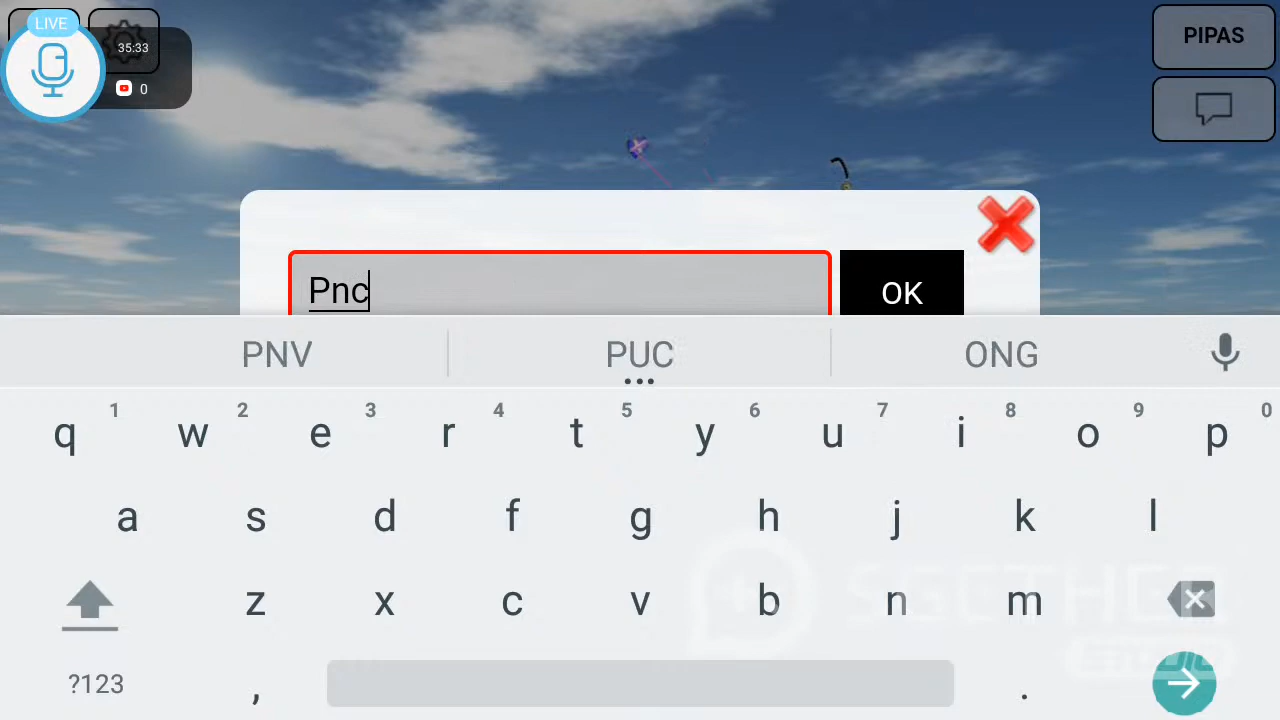 LIVE
35:33
0
PIPAS
Pnc
OK
PNV PUC ONG
1 2 3 4 5 6 7 8 9 0
q w e r t y u i o p
a s d f g h j k l
z x c v b n m
?123 , .